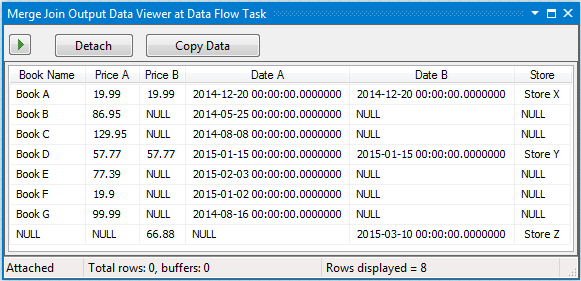 Merge Join Output Data Viewer at Data Flow Task
Detach Copy Data
Book Name Price A Price B Date A Date B Store
Book A 19.99 19.99 2014-12-20 00:00:00.0000000 2014-12-20 00:00:00.0000000 Store X
Book B 86.95 NULL 2014-05-25 00:00:00.0000000 NULL NULL
Book C 129.95 NULL 2014-08-08 00:00:00.0000000 NULL NULL
Book D 57.77 57.77 2015-01-15 00:00:00.0000000 2015-01-15 00:00:00.0000000 Store Y
Book E 77.39 NULL 2015-02-03 00:00:00.0000000 NULL NULL
Book F 19.9 NULL 2015-01-02 00:00:00.0000000 NULL NULL
Book G 99.99 NULL 2014-08-16 00:00:00.0000000 NULL NULL
NULL NULL 66.88 NULL 2015-03-10 00:00:00.0000000 Store Z
Attached Total rows: 0, buffers: 0 Rows displayed = 8